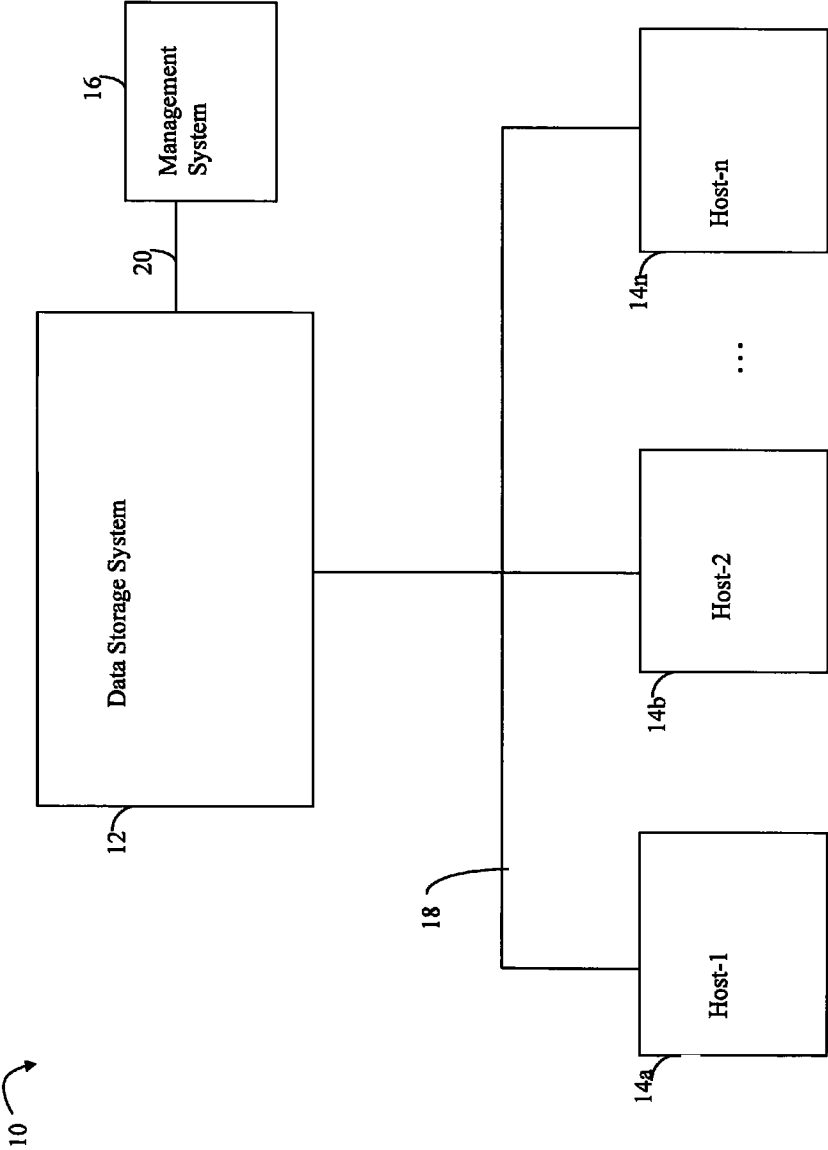 10
12
Data Storage System
20
16
Management
System
18
14a
Host-1
14b
Host-2
...
14n
Host-n